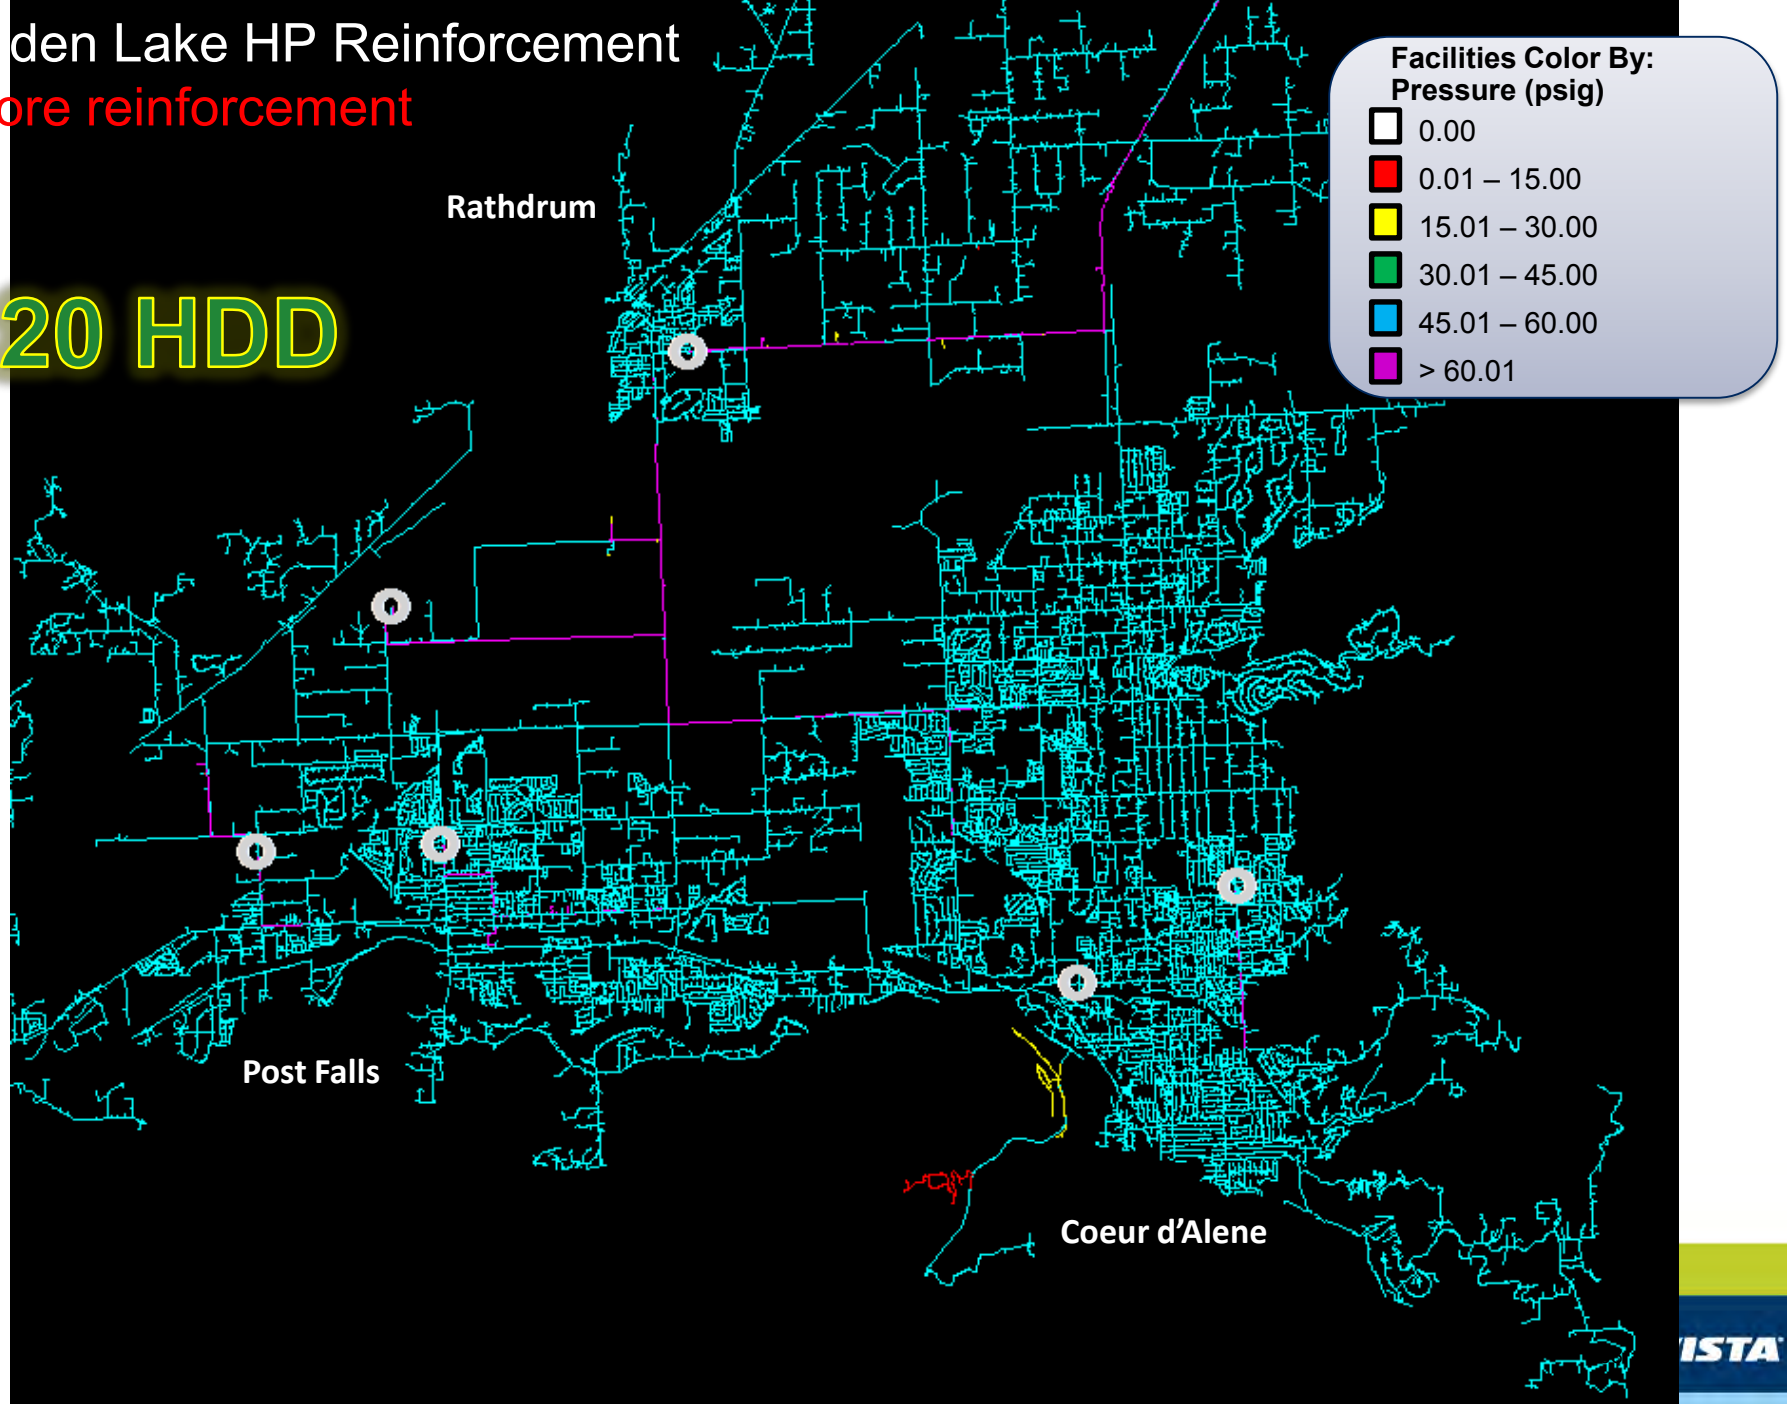 den Lake HP Reinforcement
ore reinforcement
Facilities Color By:
Pressure (psig)
0.00
0.01 – 15.00
15.01 – 30.00
30.01 – 45.00
45.01 – 60.00
> 60.01
Rathdrum
20 HDD
Post Falls
Coeur d’Alene
ISTA